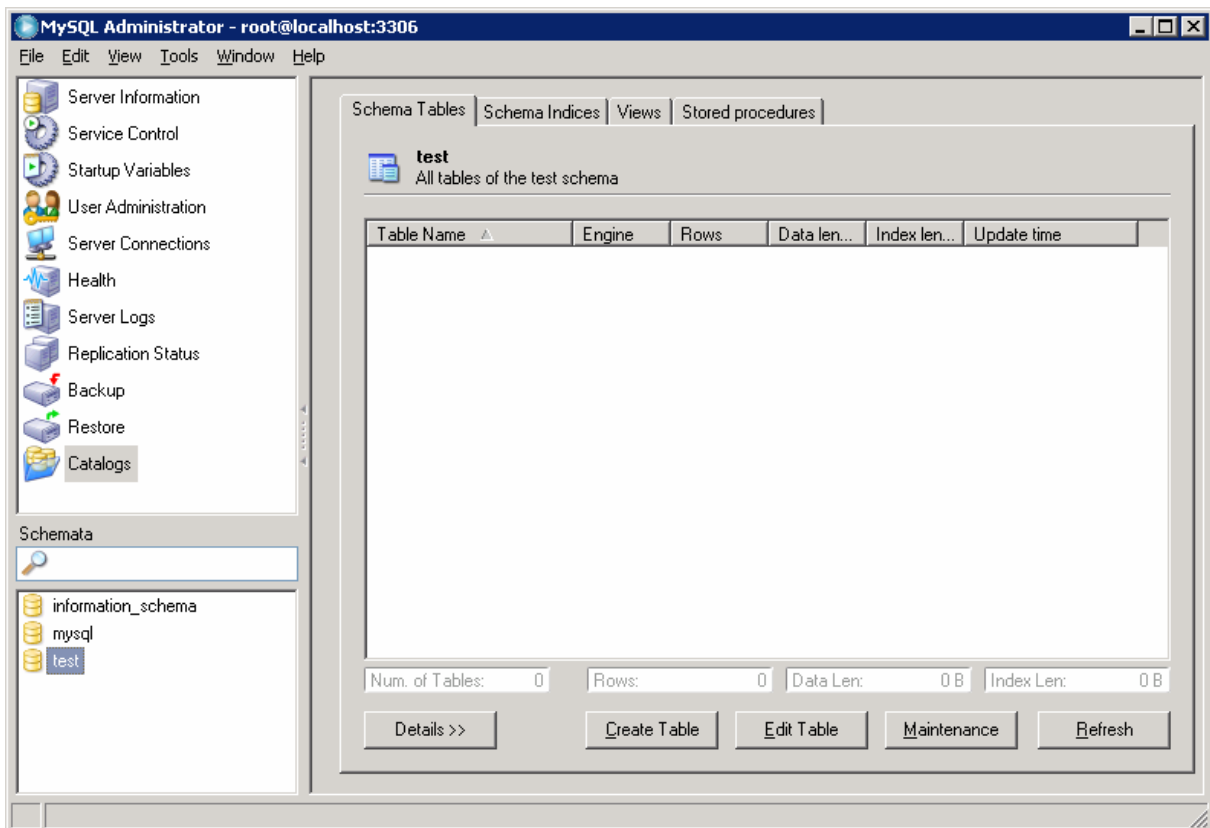 MySQL Administrator - root@localhost:3306
File Edit View Tools Window Help
Server Information
Service Control
Startup Variables
User Administration
Server Connections
Health
Server Logs
Replication Status
Backup
Restore
Catalogs
Schemata
information_schema
mysql
test
Schema Tables Schema Indices Views Stored procedures
test
All tables of the test schema
Table Name Engine Rows Data len... Index len... Update time
Num. of Tables: 0 Rows: 0 Data Len: 0 B Index Len: 0 B
Details >> Create Table Edit Table Maintenance Refresh